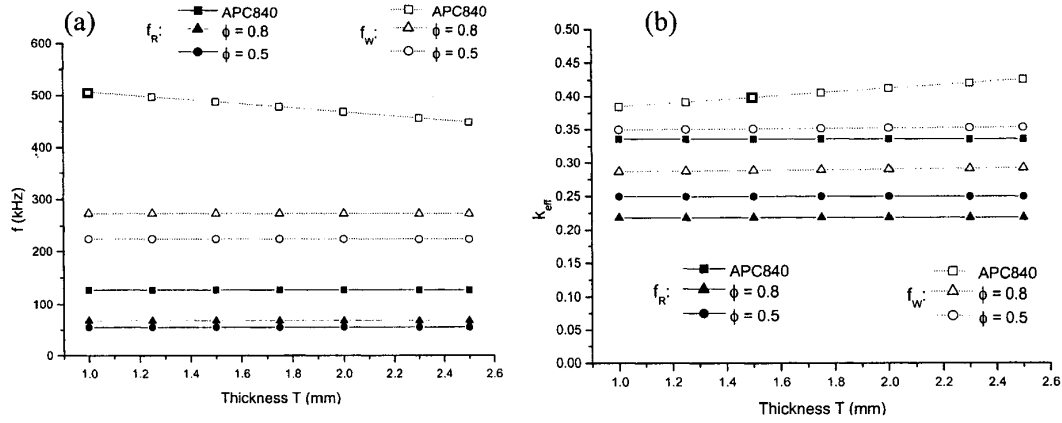 (a)
f_R:
APC840
ϕ = 0.8
ϕ = 0.5
f_W:
APC840
ϕ = 0.8
ϕ = 0.5
600
500
400
300
200
100
0
f (kHz)
1.0 1.2 1.4 1.6 1.8 2.0 2.2 2.4 2.6
Thickness T (mm)
(b)
0.50
0.45
0.40
0.35
0.30
0.25
0.20
0.15
0.10
0.05
0.00
k_eff
f_R:
APC840
ϕ = 0.8
ϕ = 0.5
f_W:
APC840
ϕ = 0.8
ϕ = 0.5
1.0 1.2 1.4 1.6 1.8 2.0 2.2 2.4 2.6
Thickness T (mm)